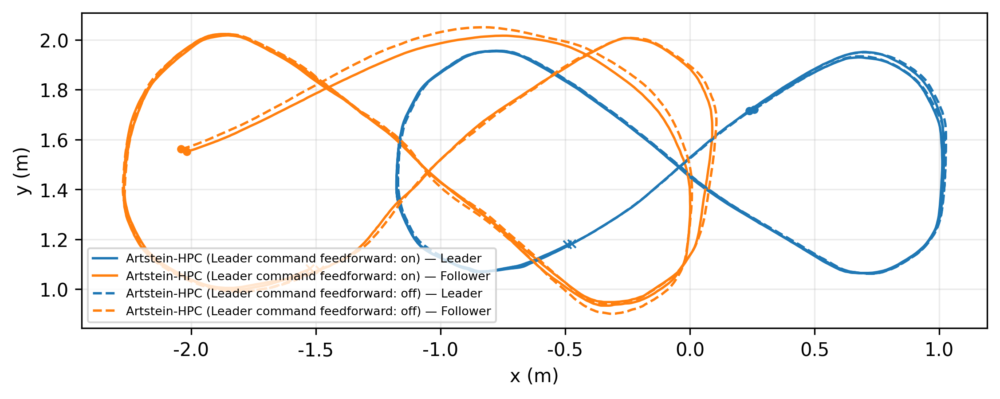 2.0
1.8
1.6
1.4
1.2
1.0
y (m)
Artstein-HPC (Leader command feedforward: on) — Leader
Artstein-HPC (Leader command feedforward: on) — Follower
Artstein-HPC (Leader command feedforward: off) — Leader
Artstein-HPC (Leader command feedforward: off) — Follower
-2.0 -1.5 -1.0 -0.5 0.0 0.5 1.0
x (m)